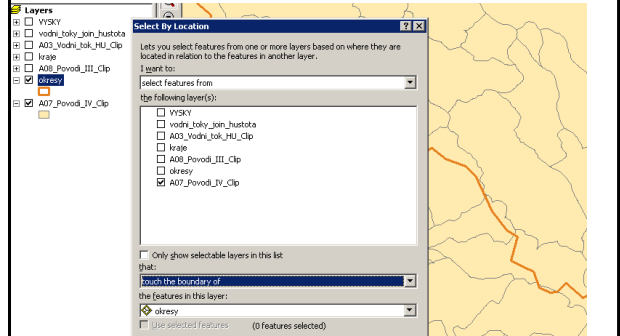 Layers
VYSKY
vodni_toky_join_hustota
A03_Vodni_tok_HU_Clip
kraje
A08_Povodi_III_Clip
okresy
A07_Povodi_IV_Clip
Select By Location
Lets you select features from one or more layers based on where they are
located in relation to the features in another layer.
I want to:
select features from
the following layer(s):
VYSKY
vodni_toky_join_hustota
A03_Vodni_tok_HU_Clip
kraje
A08_Povodi_III_Clip
okresy
A07_Povodi_IV_Clip
Only show selectable layers in this list
that:
touch the boundary of
the features in this layer:
okresy
Use selected features (0 features selected)